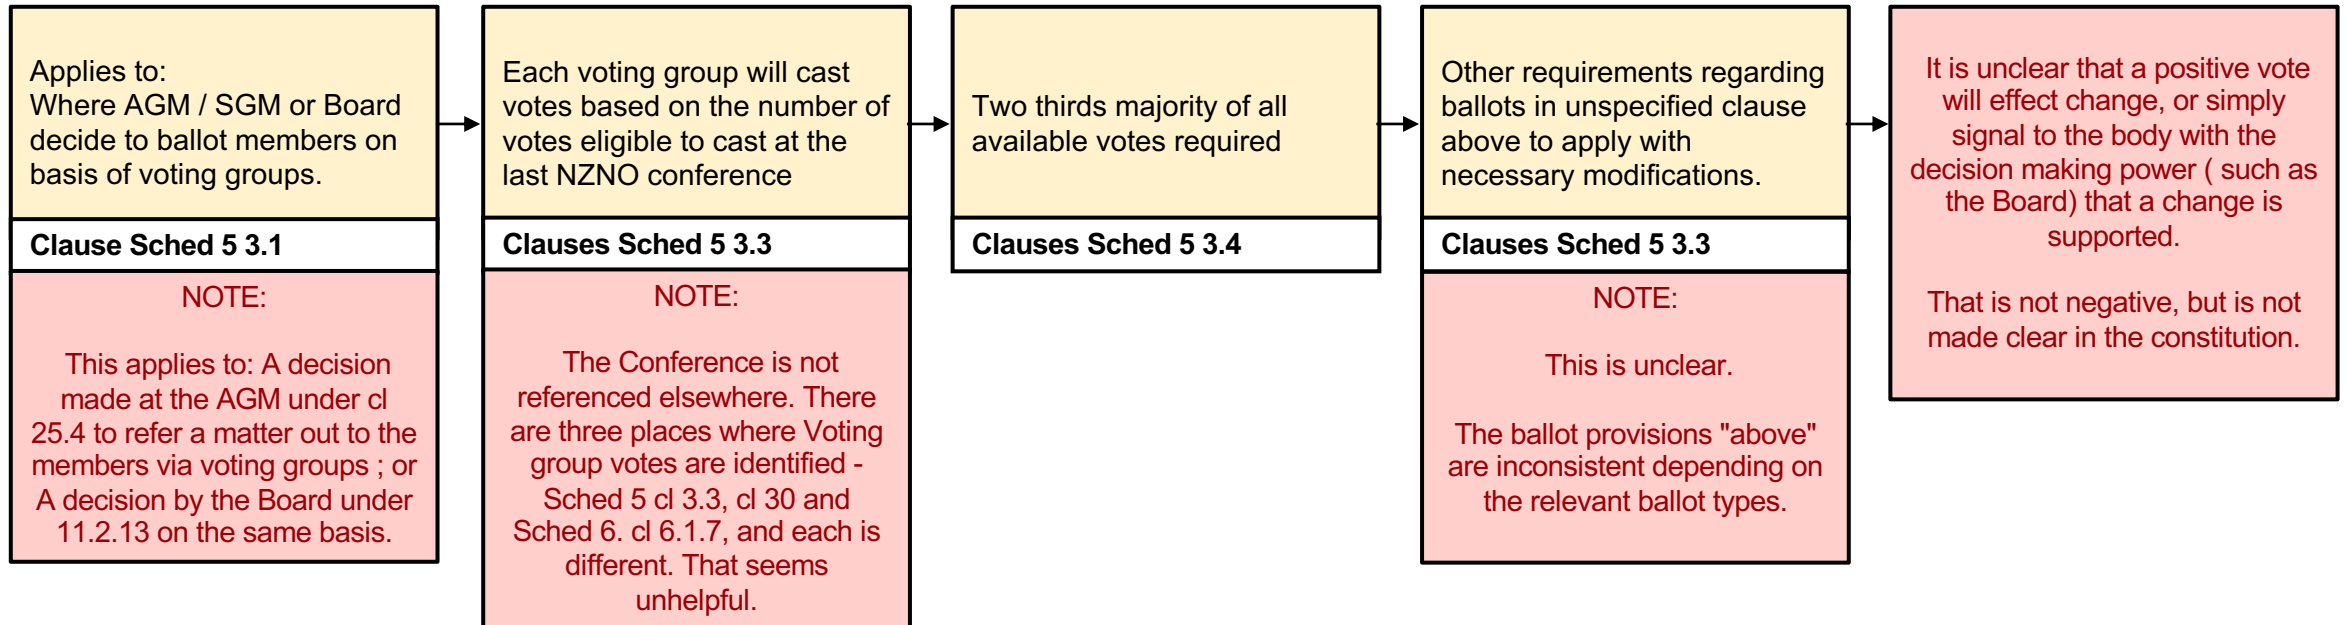 Applies to:
Where AGM / SGM or Board
decide to ballot members on
basis of voting groups.
Clause Sched 5 3.1
NOTE:
This applies to: A decision
made at the AGM under cl
25.4 to refer a matter out to the
members via voting groups ; or
A decision by the Board under
11.2.13 on the same basis.
Each voting group will cast
votes based on the number of
votes eligible to cast at the
last NZNO conference
Clauses Sched 5 3.3
NOTE:
The Conference is not
referenced elsewhere. There
are three places where Voting
group votes are identified -
Sched 5 cl 3.3, cl 30 and
Sched 6. cl 6.1.7, and each is
different. That seems
unhelpful.
Two thirds majority of all
available votes required
Clauses Sched 5 3.4
Other requirements regarding
ballots in unspecified clause
above to apply with
necessary modifications.
Clauses Sched 5 3.3
NOTE:
This is unclear.
The ballot provisions "above"
are inconsistent depending on
the relevant ballot types.
It is unclear that a positive vote
will effect change, or simply
signal to the body with the
decision making power ( such as
the Board) that a change is
supported.
That is not negative, but is not
made clear in the constitution.